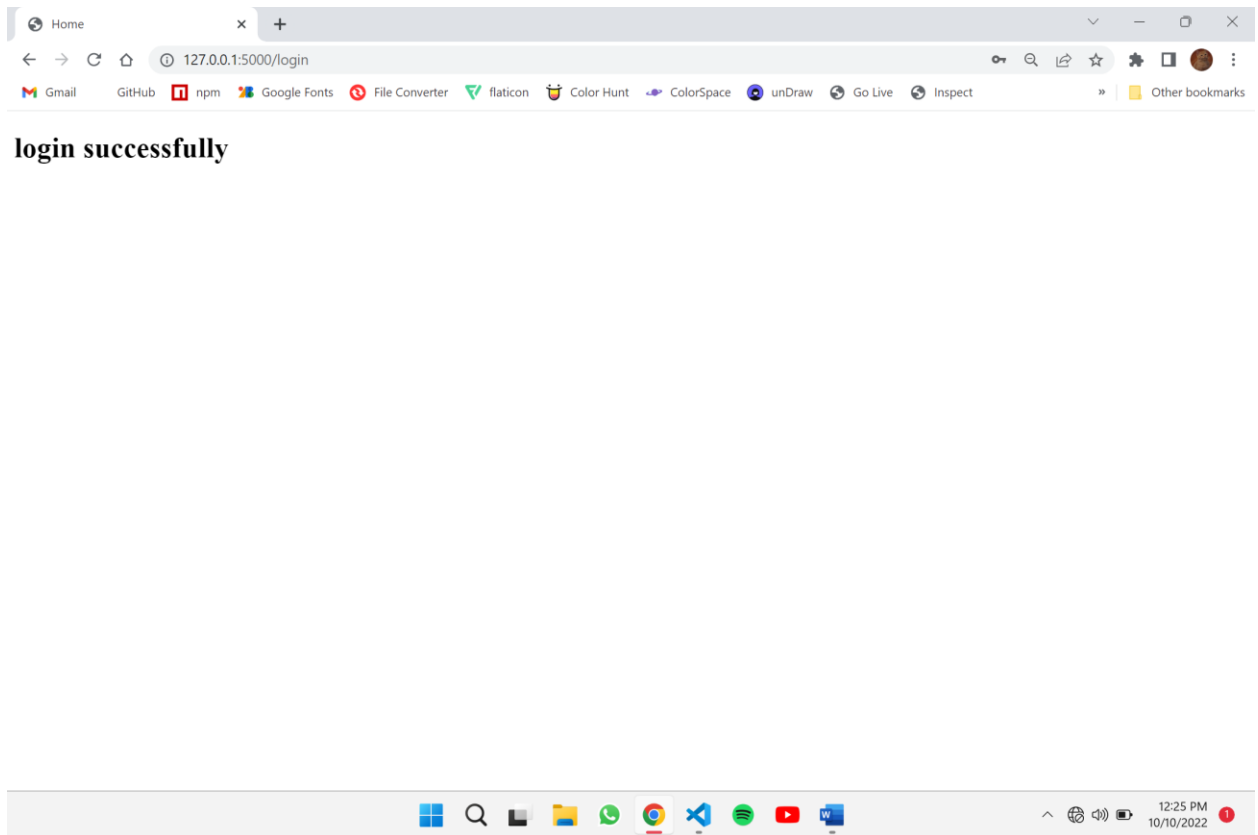 Home
127.0.0.1:5000/login
Gmail GitHub npm Google Fonts File Converter flaticon Color Hunt ColorSpace unDraw Go Live Inspect » Other bookmarks
login successfully
12:25 PM
10/10/2022
1